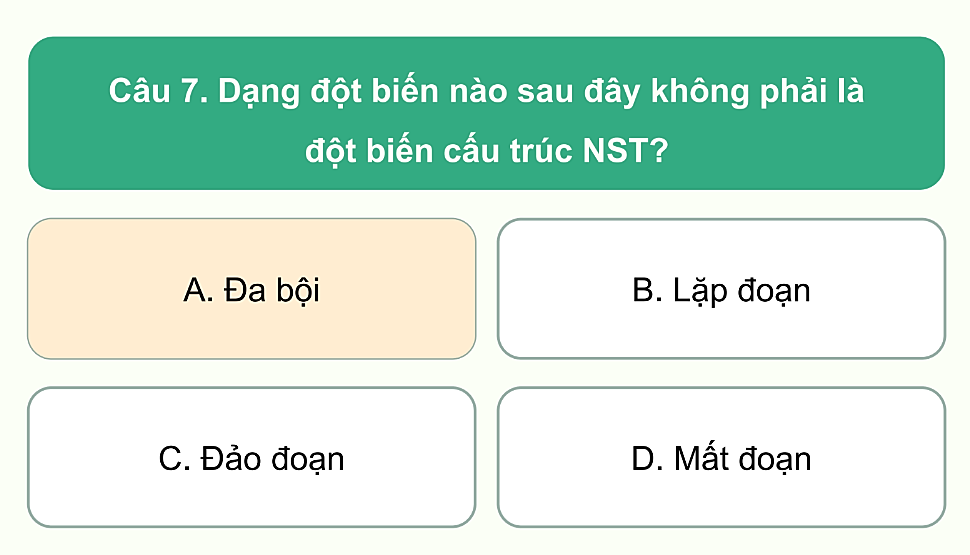 Câu 7. Dạng đột biến nào sau đây không phải là
đột biến cấu trúc NST?
A. Đa bội
B. Lặp đoạn
C. Đảo đoạn
D. Mất đoạn